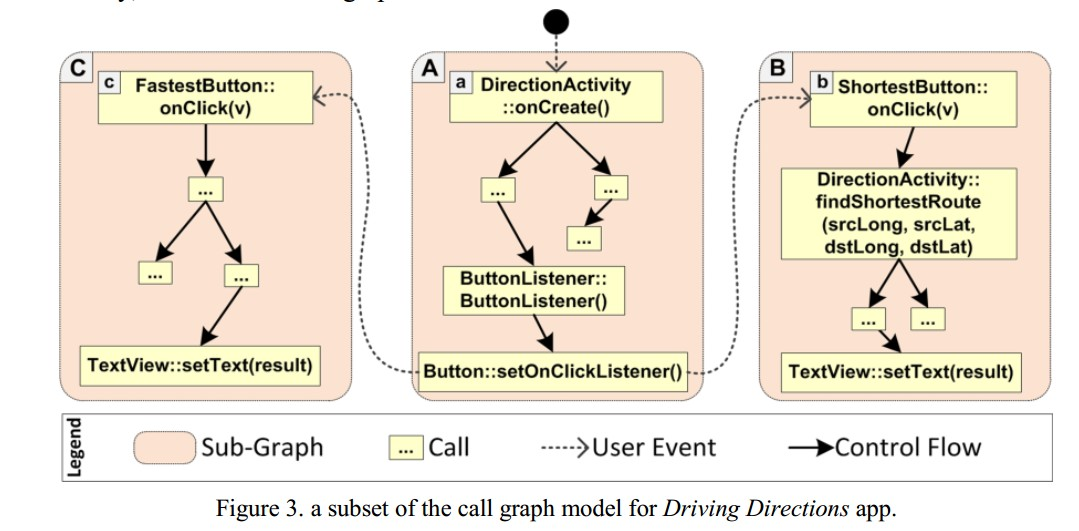 C
c
FastestButton::
onClick(v)
...
...
...
TextView::setText(result)
A
a
DirectionActivity
::onCreate()
...
...
...
ButtonListener::
ButtonListener()
Button::setOnClickListener()
B
b
ShortestButton::
onClick(v)
DirectionActivity::
findShortestRoute
(srcLong, srcLat,
dstLong, dstLat)
...
...
TextView::setText(result)
Legend
Sub-Graph
... Call
User Event
Control Flow
Figure 3. a subset of the call graph model for Driving Directions app.